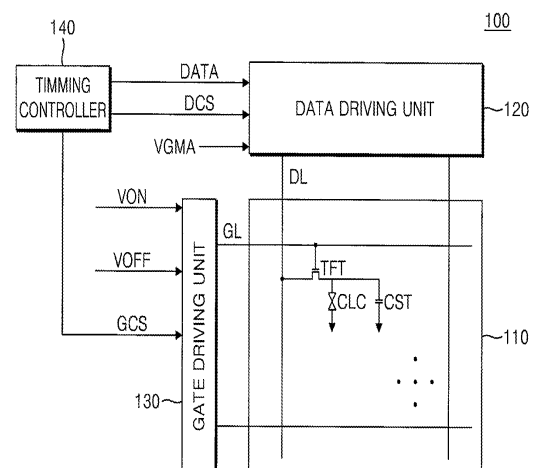 100
140
TIMMING
CONTROLLER
DATA
DCS
VGMA
DATA DRIVING UNIT
120
DL
VON
VOFF
GCS
GATE DRIVING UNIT
130
GL
TFT
CLC
CST
110